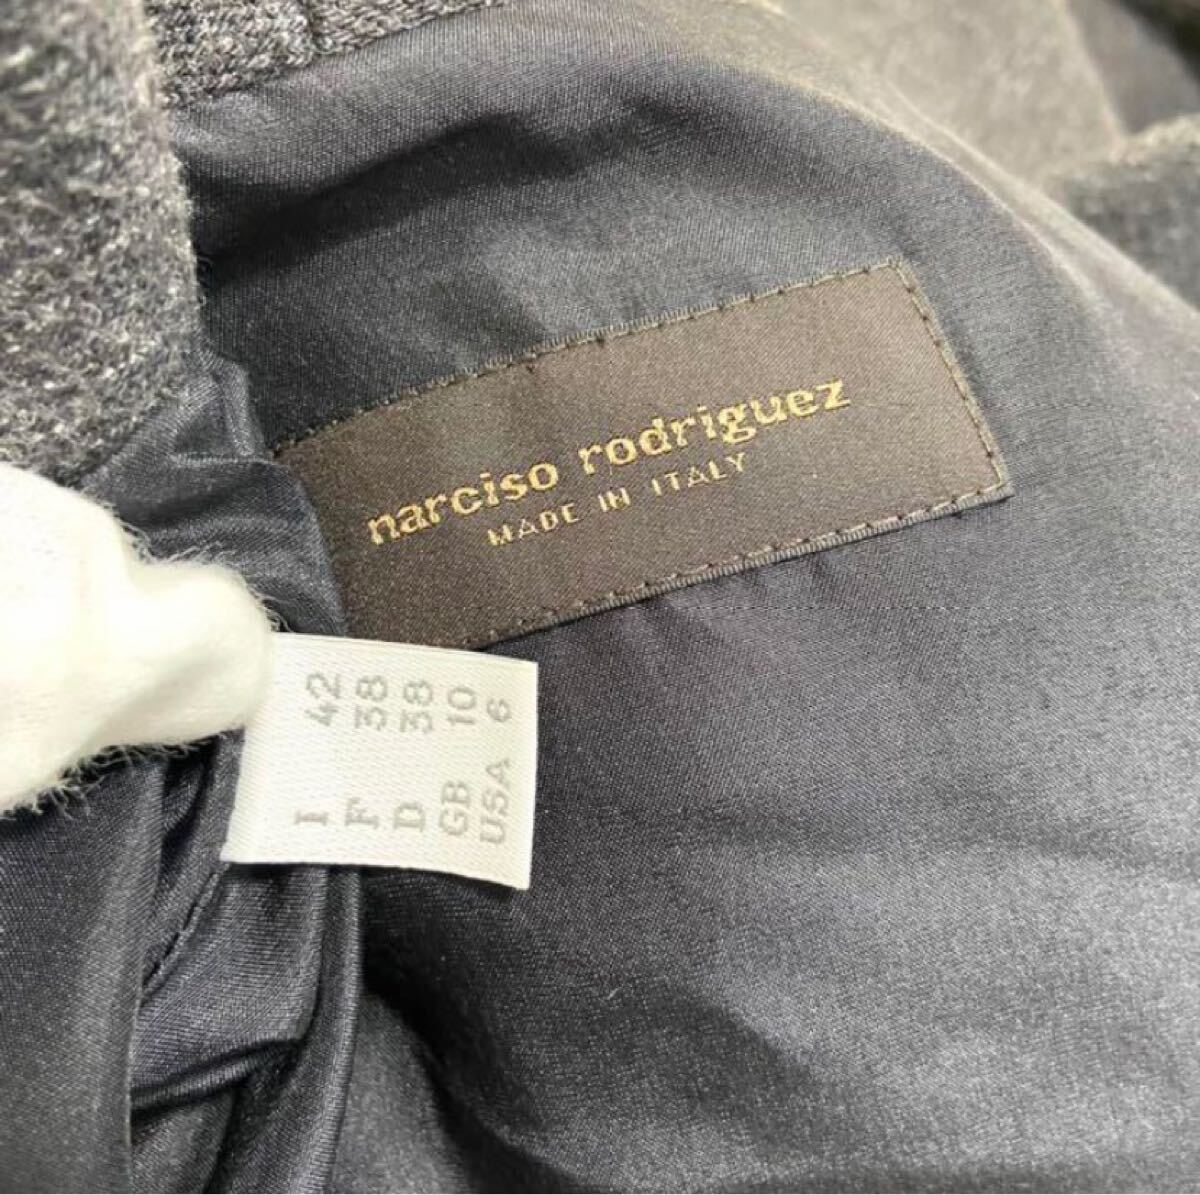 narciso rodriguez
MADE IN ITALY
I 42
F 38
D 38
GB 10
USA 6